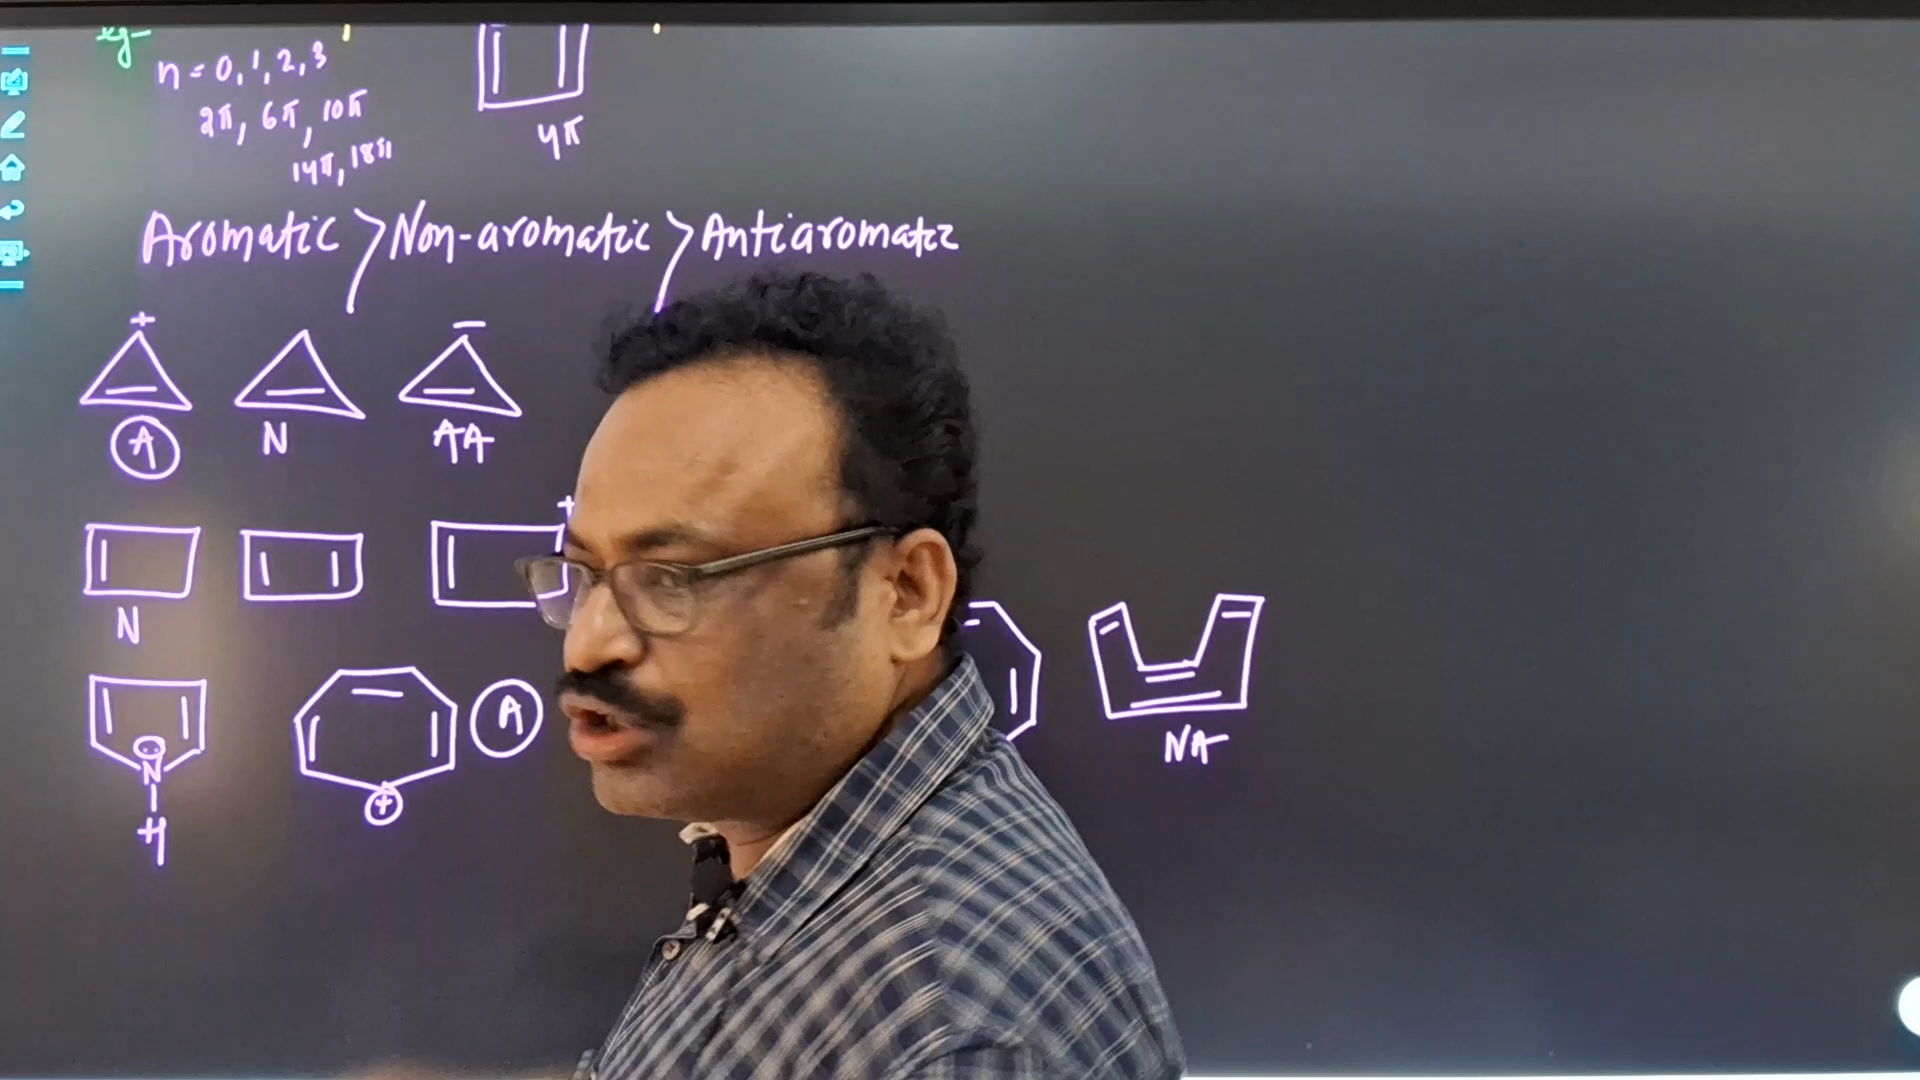 eg-
n = 0, 1, 2, 3
2π, 6π, 10π
14π, 18π
4π
Aromatic > Non-aromatic > Antiaromatic
+ −
A N AA
+
N
A
N
H
+
NA